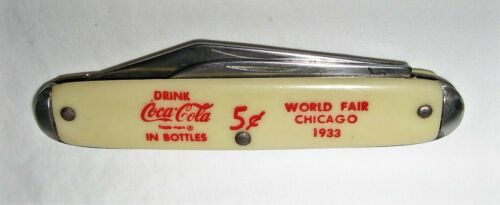 DRINK
Coca-Cola
Trade-mark ®
IN BOTTLES
5¢
WORLD FAIR
CHICAGO
1933